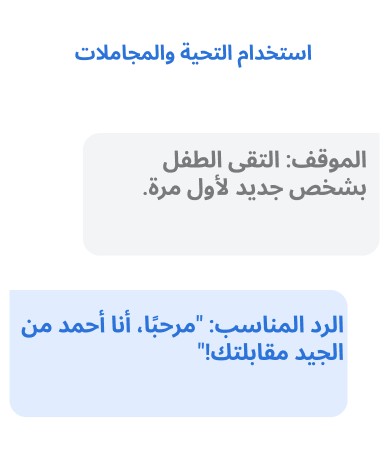 استخدام التحية والمجاملات
الموقف: التقى الطفل
بشخص جديد لأول مرة.
الرد المناسب: "مرحبًا، أنا أحمد من
الجيد مقابلتك!"